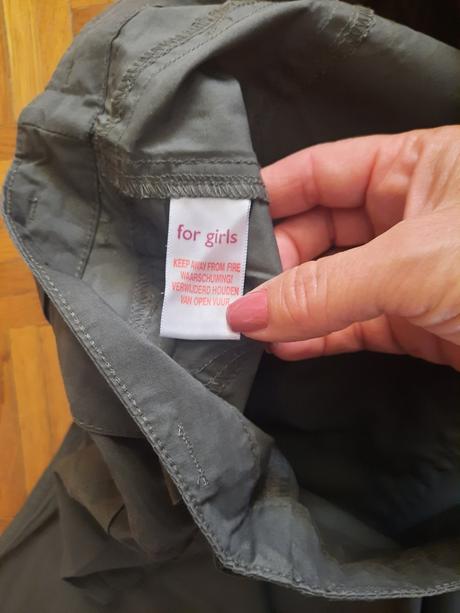 for girls
KEEP AWAY FROM FIRE
WAARSCHUWING!
VERWIJDERD HOUDEN
VAN OPEN VUUR